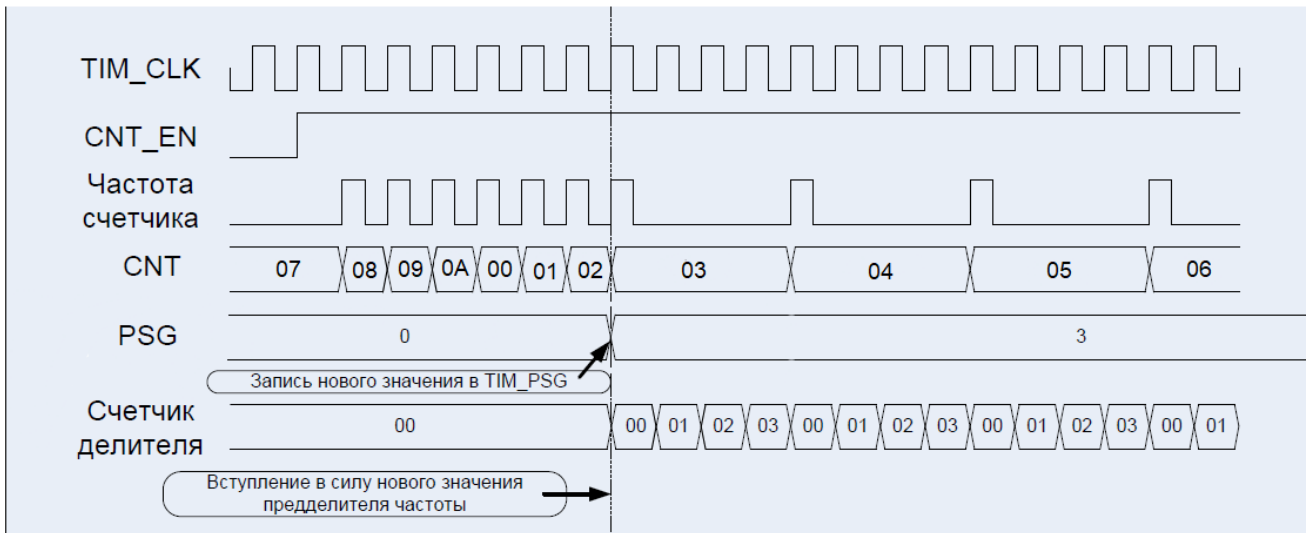 TIM_CLK
CNT_EN
Частота
счетчика
CNT 07 08 09 0A 00 01 02 03 04 05 06
PSG 0 3
Запись нового значения в TIM_PSG
Счетчик
делителя
00 00 01 02 03 00 01 02 03 00 01 02 03 00 01
Вступление в силу нового значения
предделителя частоты